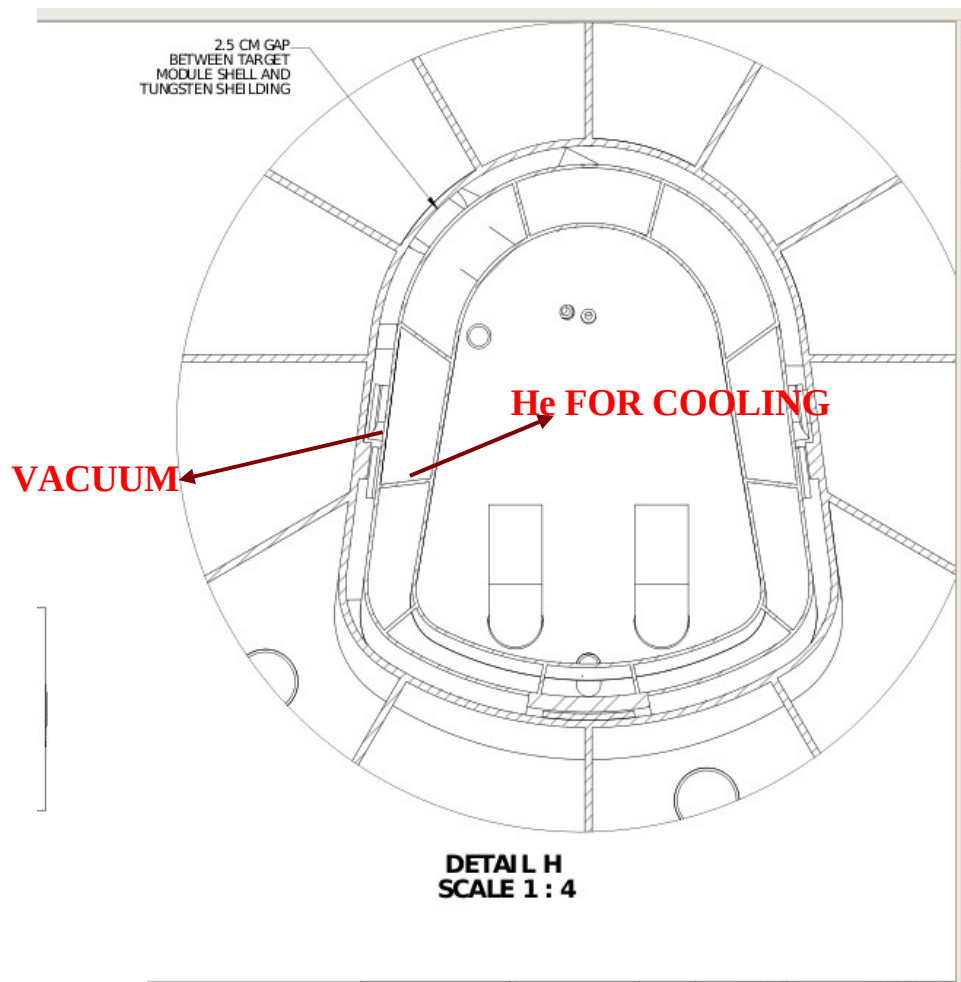 2.5 CM GAP
BETWEEN TARGET
MODULE SHELL AND
TUNGSTEN SHEILDING
He FOR COOLING
VACUUM
DETAIL H
SCALE 1 : 4